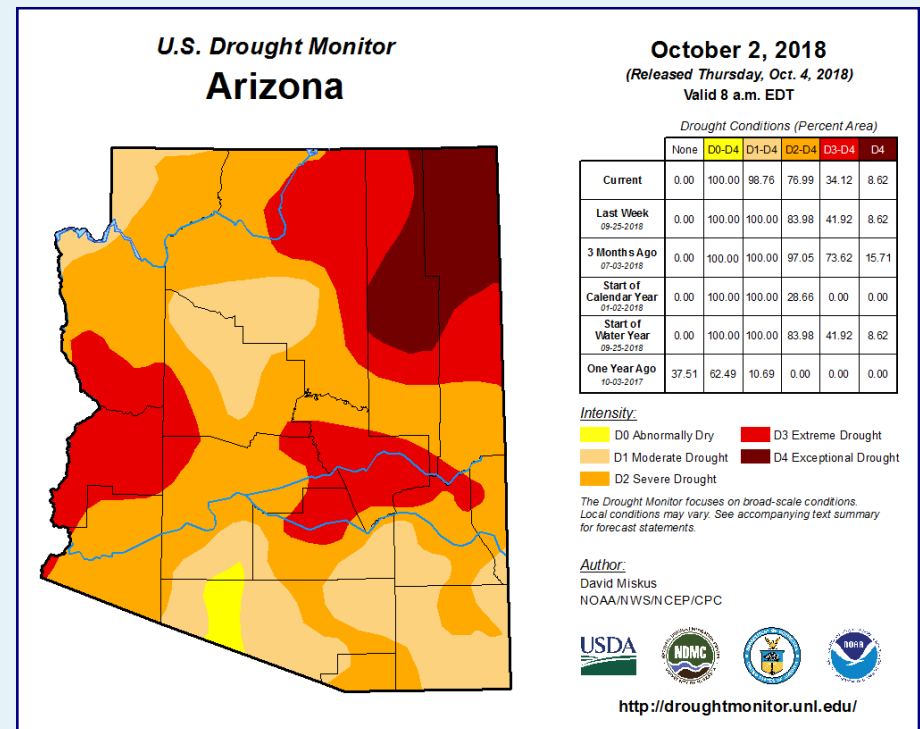 U.S. Drought Monitor
Arizona
October 2, 2018
(Released Thursday, Oct. 4, 2018)
Valid 8 a.m. EDT
Drought Conditions (Percent Area)
None D0-D4 D1-D4 D2-D4 D3-D4 D4
Current 0.00 100.00 98.76 76.99 34.12 8.62
Last Week
09-25-2018 0.00 100.00 100.00 83.98 41.92 8.62
3 Months Ago
07-03-2018 0.00 100.00 100.00 97.05 73.62 15.71
Start of
Calendar Year
01-02-2018 0.00 100.00 100.00 28.66 0.00 0.00
Start of
Water Year
09-25-2018 0.00 100.00 100.00 83.98 41.92 8.62
One Year Ago
10-03-2017 37.51 62.49 10.69 0.00 0.00 0.00
Intensity:
D0 Abnormally Dry
D1 Moderate Drought
D2 Severe Drought
D3 Extreme Drought
D4 Exceptional Drought
The Drought Monitor focuses on broad-scale conditions.
Local conditions may vary. See accompanying text summary
for forecast statements.
Author:
David Miskus
NOAA/NWS/NCEP/CPC
USDA
NDMC
NOAA
http://droughtmonitor.unl.edu/